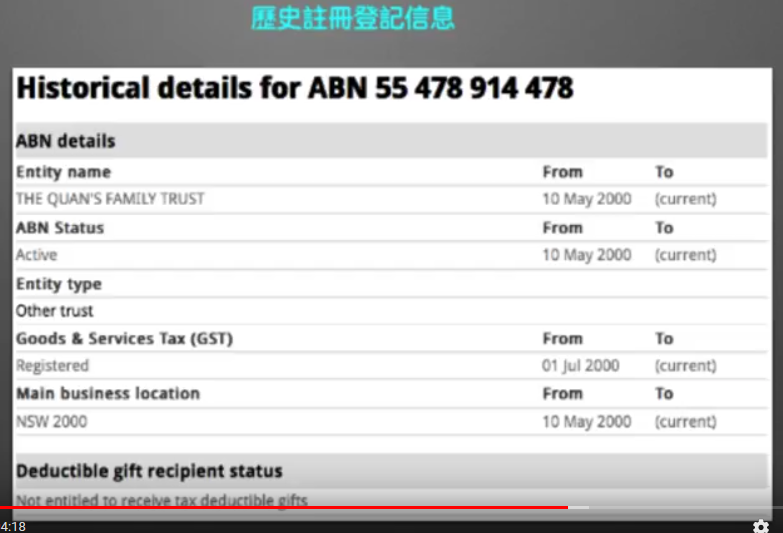 歷史註冊登記信息
Historical details for ABN 55 478 914 478
ABN details
Entity name From To
THE QUAN'S FAMILY TRUST 10 May 2000 (current)
ABN Status From To
Active 10 May 2000 (current)
Entity type
Other trust
Goods & Services Tax (GST) From To
Registered 01 Jul 2000 (current)
Main business location From To
NSW 2000 10 May 2000 (current)
Deductible gift recipient status
Not entitled to receive tax deductible gifts
4:18